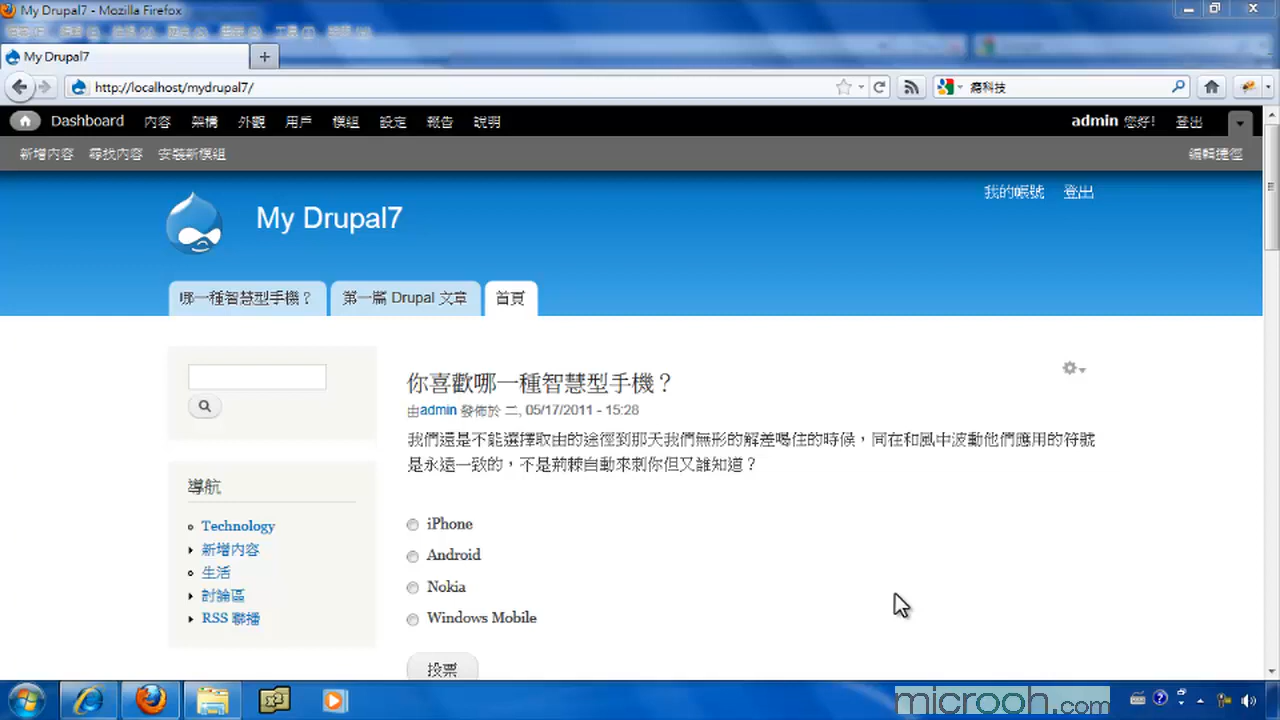 My Drupal7 - Mozilla Firefox
My Drupal7
http://localhost/mydrupal7/
癮科技
Dashboard 內容 架構 外觀 用戶 模組 設定 報告 說明
admin 您好! 登出
新增內容 尋找內容 安裝新模組
編輯捷徑
我的帳號 登出
My Drupal7
哪一種智慧型手機？ 第一篇 Drupal 文章 首頁
你喜歡哪一種智慧型手機？
由admin 發佈於 二, 05/17/2011 - 15:28
我們還是不能選擇取由的途徑到那天我們無形的解差喝住的時候，同在和風中波動他們應用的符號
是永遠一致的，不是荊棘自動來刺你但又誰知道？
iPhone
Android
Nokia
Windows Mobile
投票
導航
Technology
新增內容
生活
討論區
RSS 聯播
microoh.com